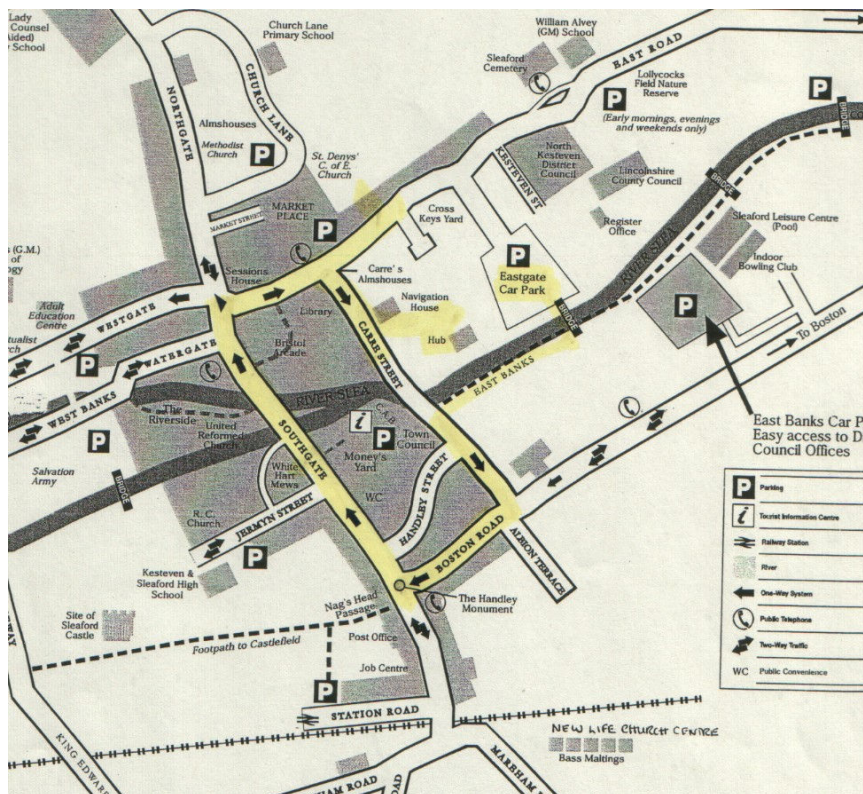 Lady
Counsel
Aided)
School
Church Lane
Primary School
William Alvey
(GM) School
Sleaford
Cemetery
EAST ROAD
Lollycocks
Field Nature
Reserve
P
P
(Early mornings, evenings
and weekends only)
BRIDGE
NORTHGATE
CHURCH LANE
Almshouses
Methodist
Church
P
St. Denys'
C. of E.
Church
KESTEVEN ST
North
Kesteven
District
Council
Lincolnshire
County Council
BRIDGE
MARKET
PLACE
MARKET STREET
P
Cross
Keys Yard
Register
Office
Sleaford Leisure Centre
(Pool)
RIVER SLEA
Indoor
Bowling Club
s (G.M.)
of
ogy
Sessions
House
Carre's
Almshouses
P
Eastgate
Car Park
Adult
Education
Centre
WESTGATE
Library
Navigation
House
Hub
BRIDGE
P
To Boston
P
WATERGATE
Bristol
Arcade
CARRE STREET
EAST BANKS
WEST BANKS
RIVER SLEA
The
Riverside
United
Reformed
Church
SOUTHGATE
i
C.A.B.
P
Town
Council
Money's
Yard
East Banks Car P
Easy access to D
Council Offices
P
Salvation
Army
BRIDGE
White
Hart
Mews
WC
HANDLEY STREET
R. C.
Church
JERMYN STREET
P
BOSTON ROAD
ALBION TERRACE
Kesteven &
Sleaford High
School
Nag's Head
Passage
The Handley
Monument
Site of
Sleaford
Castle
Footpath to Castlefield
Post Office
Job Centre
P
STATION ROAD
KING EDWARD
MAREHAM
NEW LIFE CHURCH CENTRE
Bass Maltings
P Parking
i Tourist Information Centre
Railway Station
River
One-Way System
Public Telephone
Two-Way Traffic
WC Public Convenience